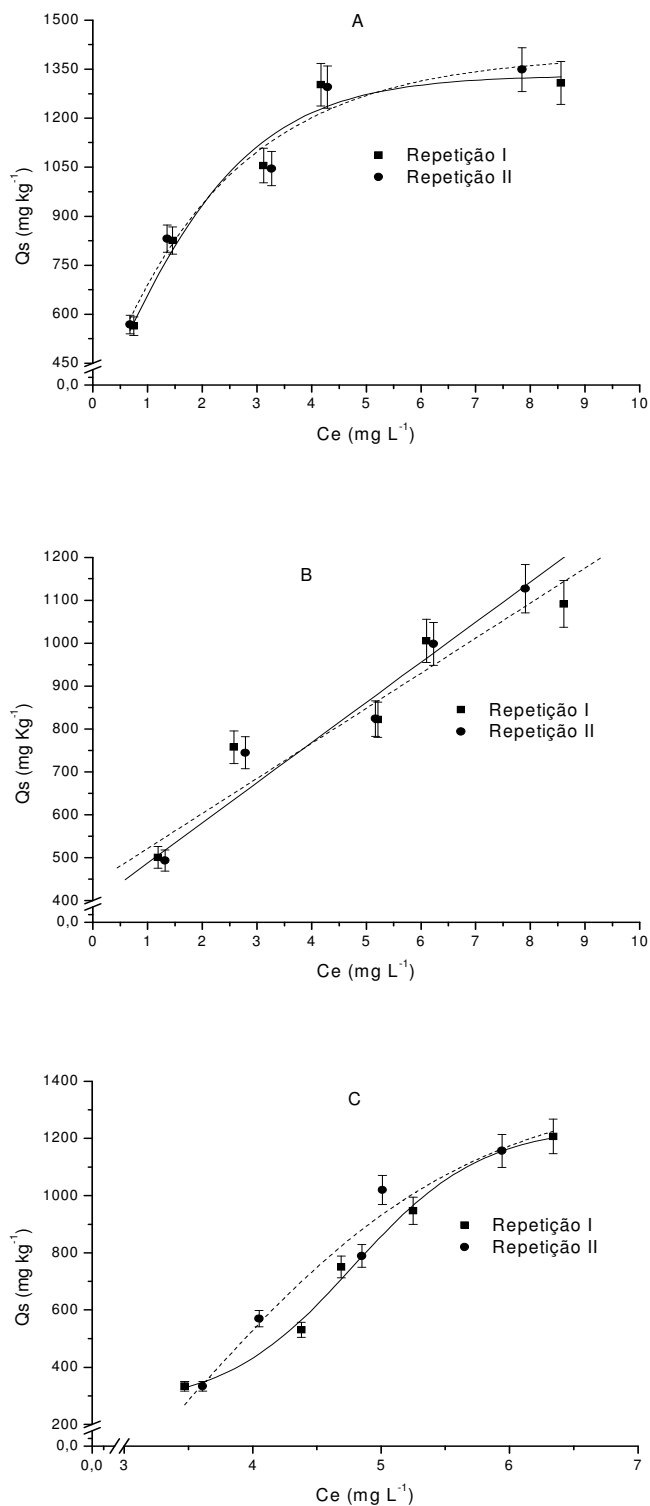 A
1500
1350
1200
1050
900
750
600
450
0,0
Qs (mg kg-1)
Repetição I
Repetição II
0 1 2 3 4 5 6 7 8 9 10
Ce (mg L-1)
B
1200
1100
1000
900
800
700
600
500
400
0,0
Qs (mg Kg-1)
Repetição I
Repetição II
0 1 2 3 4 5 6 7 8 9 10
Ce (mg L-1)
C
1400
1200
1000
800
600
400
200
0,0
Qs (mg kg-1)
Repetição I
Repetição II
0,0 3 4 5 6 7
Ce (mg L-1)